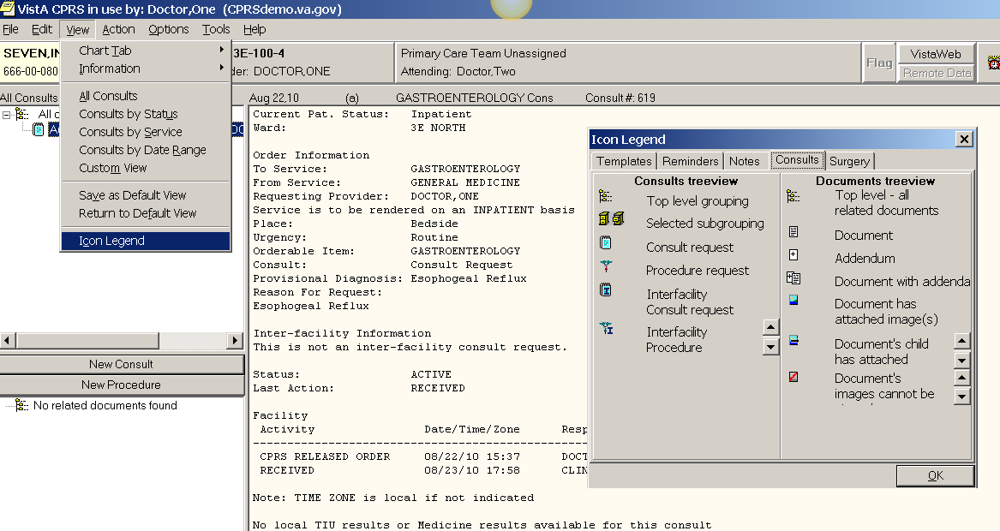 VistA CPRS in use by: Doctor,One (CPRSdemo.va.gov)
File Edit View Action Options Tools Help
SEVEN,IN
666-00-080
3E-100-4
der: DOCTOR,ONE
Primary Care Team Unassigned
Attending: Doctor,Two
Flag
VistaWeb
Remote Data
Chart Tab
Information
All Consults
Consults by Status
Consults by Service
Consults by Date Range
Custom View
Save as Default View
Return to Default View
Icon Legend
All Consults
All c
New Consult
New Procedure
No related documents found
Aug 22,10 (a) GASTROENTEROLOGY Cons Consult #: 619
Current Pat. Status: Inpatient
Ward: 3E NORTH
Order Information
To Service: GASTROENTEROLOGY
From Service: GENERAL MEDICINE
Requesting Provider: DOCTOR,ONE
Service is to be rendered on an INPATIENT basis
Place: Bedside
Urgency: Routine
Orderable Item: GASTROENTEROLOGY
Consult: Consult Request
Provisional Diagnosis: Esophogeal Reflux
Reason For Request:
Esophogeal Reflux
Inter-facility Information
This is not an inter-facility consult request.
Status: ACTIVE
Last Action: RECEIVED
Facility
Activity Date/Time/Zone Resp
CPRS RELEASED ORDER 08/22/10 15:37 DOCT
RECEIVED 08/23/10 17:58 CLIN
Note: TIME ZONE is local if not indicated
No local TIU results or Medicine results available for this consult
Icon Legend
Templates Reminders Notes Consults Surgery
Consults treeview
Top level grouping
Selected subgrouping
Consult request
Procedure request
Interfacility
Consult request
Interfacility
Procedure
Documents treeview
Top level - all
related documents
Document
Addendum
Document with addenda
Document has
attached image(s)
Document's child
has attached
Document's
images cannot be
OK